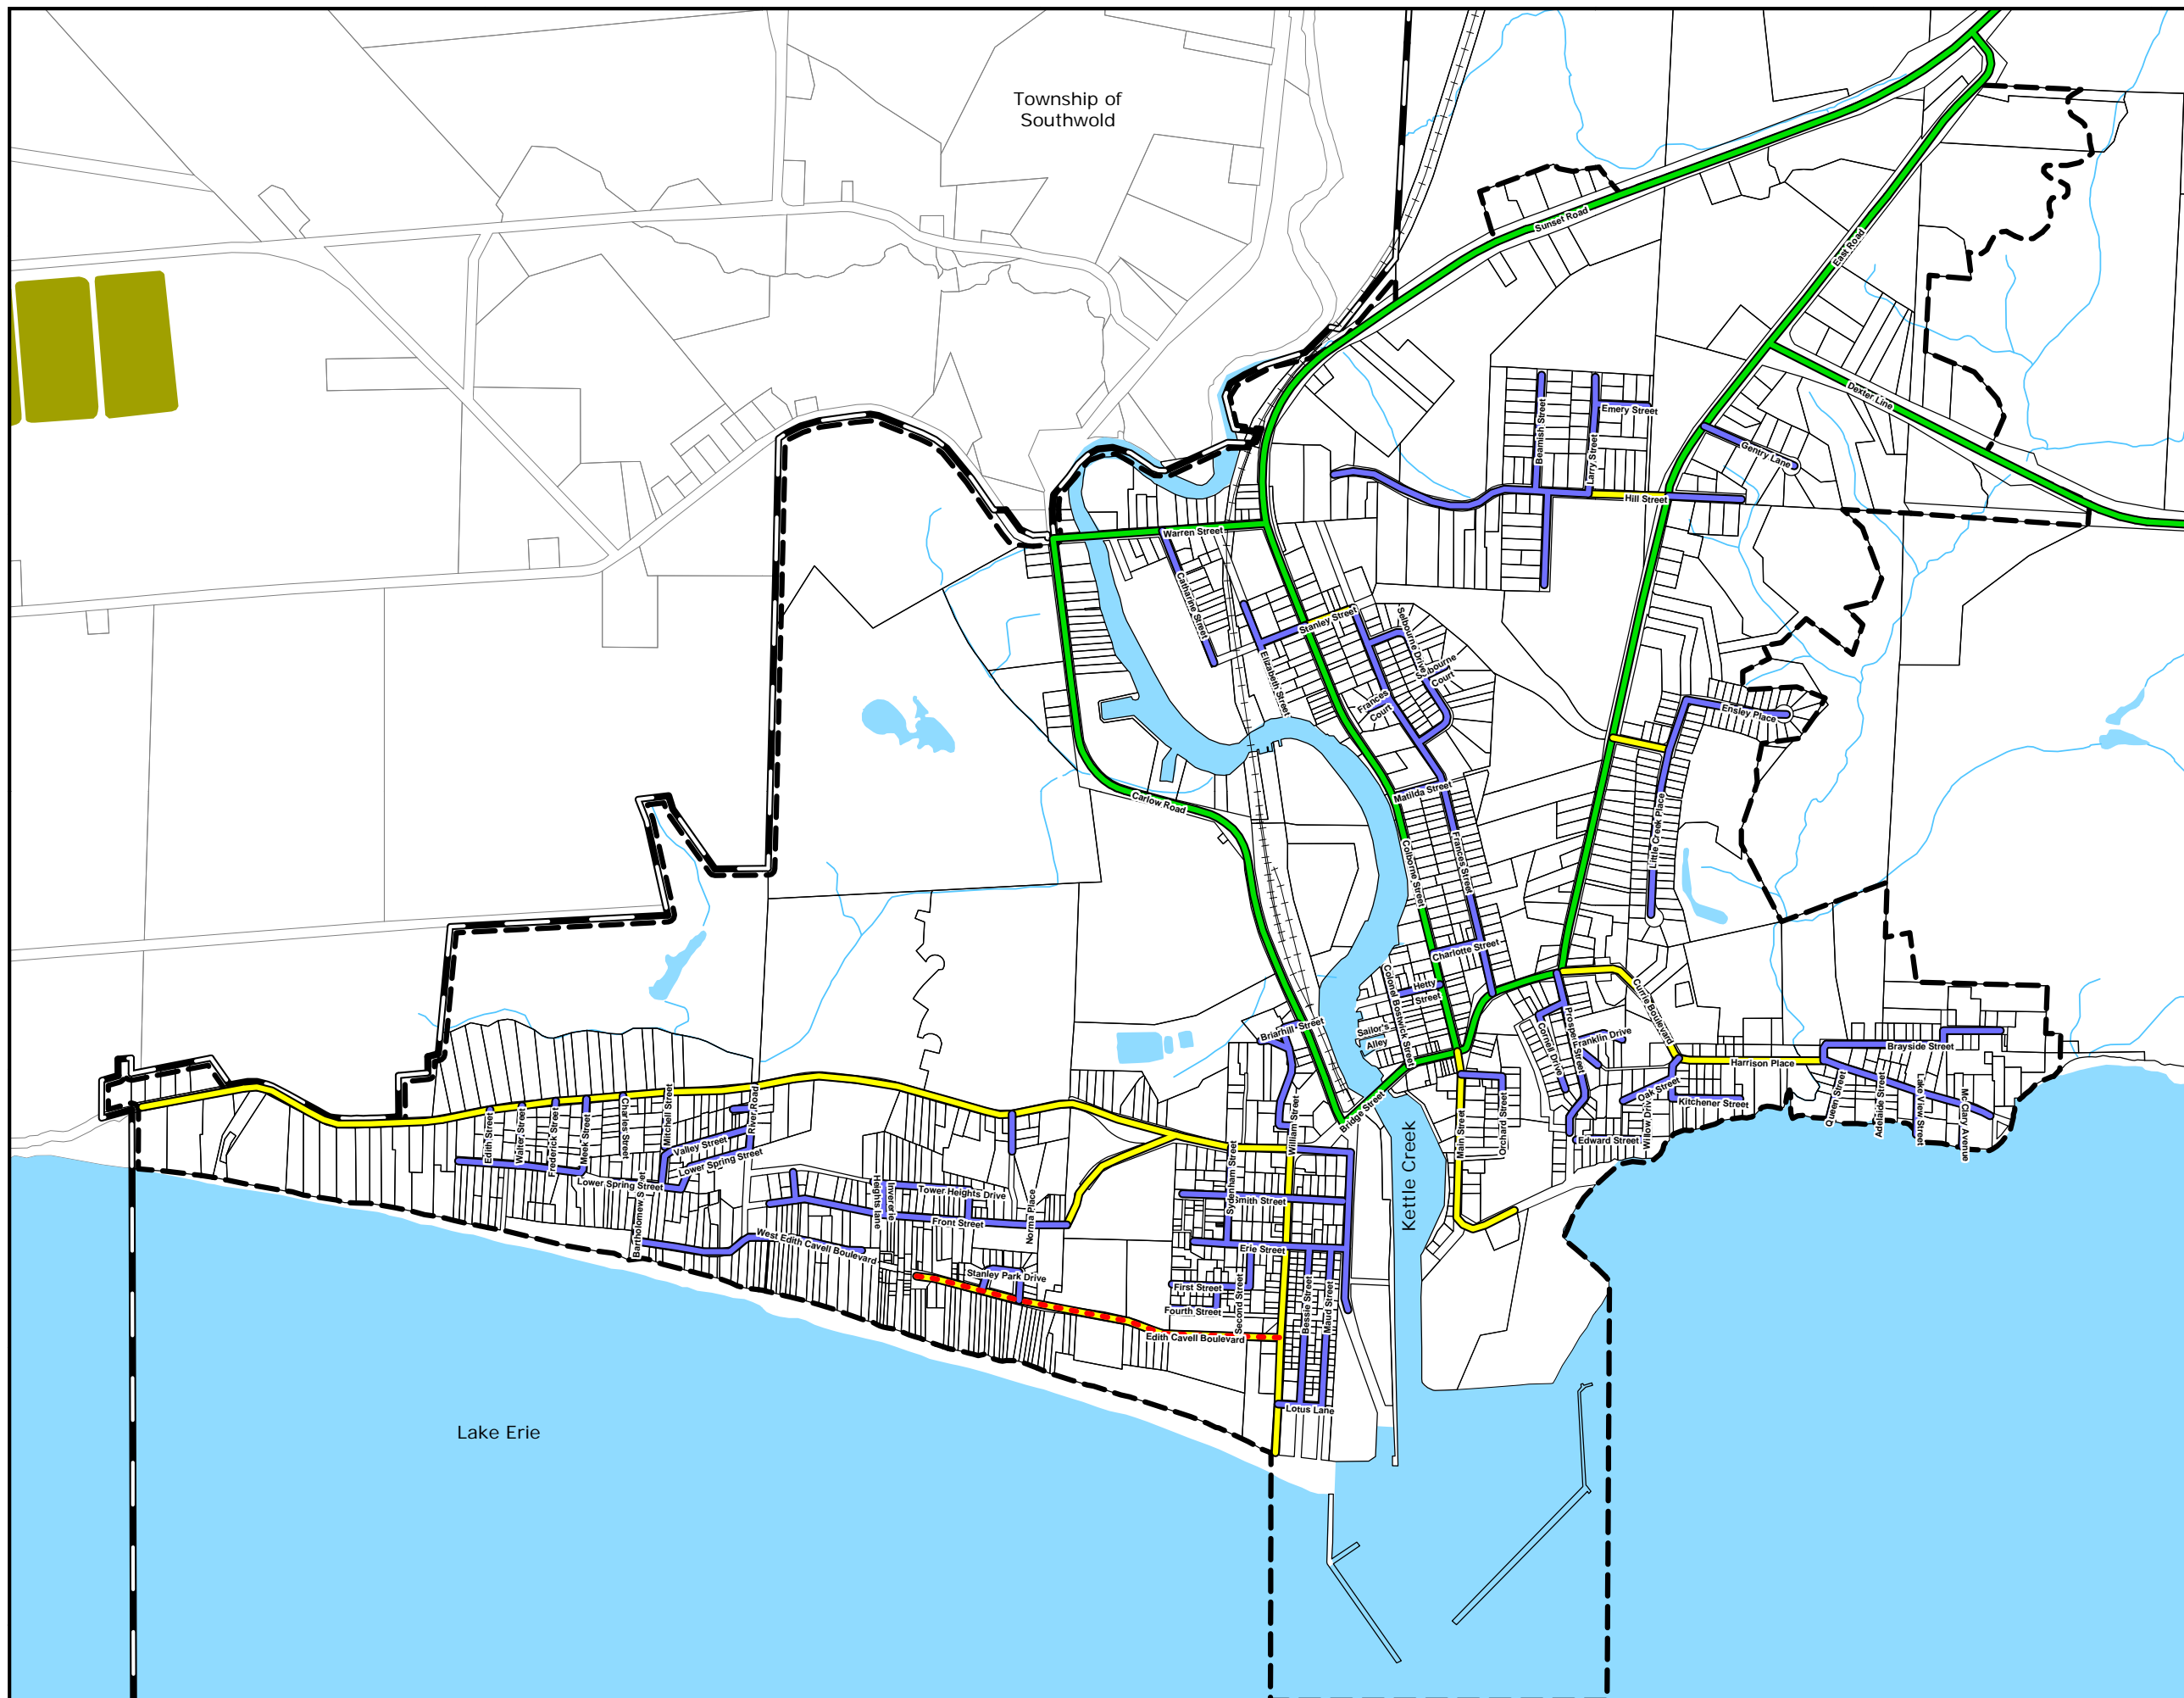 Township of
Southwold
Sunset Road
East Road
Dexter Line
Emery Street
Beamish Street
Larry Street
Gentry Lane
Hill Street
Warren Street
Catharine Street
Stanley Street
Selbourne Drive
Selbourne
Court
Elizabeth Street
Frances
Court
Ensley Place
Matilda Street
Carlow Road
Little Creek Place
Colborne Street
Frances Street
Charlotte Street
Hetty
Street
Colonel Bostwick Street
Currie Boulevard
Prospect Street
Cornell Drive
Franklin Drive
Briarhill Street
Sailor's
Alley
Brayside Street
Harrison Place
Oak Street
Kitchener Street
Willow Drive
Edward Street
Queen Street
Adelaide Street
Lake View Street
Mc Clary Avenue
Bridge Street
Main Street
Orchard Street
Kettle Creek
William Street
Sydenham Street
Smith Street
Erie Street
Edith Street
Walter Street
Frederick Street
Meek Street
Charles Street
Mitchell Street
River Road
Valley Street
Lower Spring Street
Lower Spring Street
Bartholomew Street
Heights lane
Inverie
Tower Heights Drive
Front Street
Norma Place
West Edith Cavell Boulevard
Stanley Park Drive
First Street
Fourth Street
Second Street
Bessie Street
Maud Street
Edith Cavell Boulevard
Lotus Lane
Lake Erie